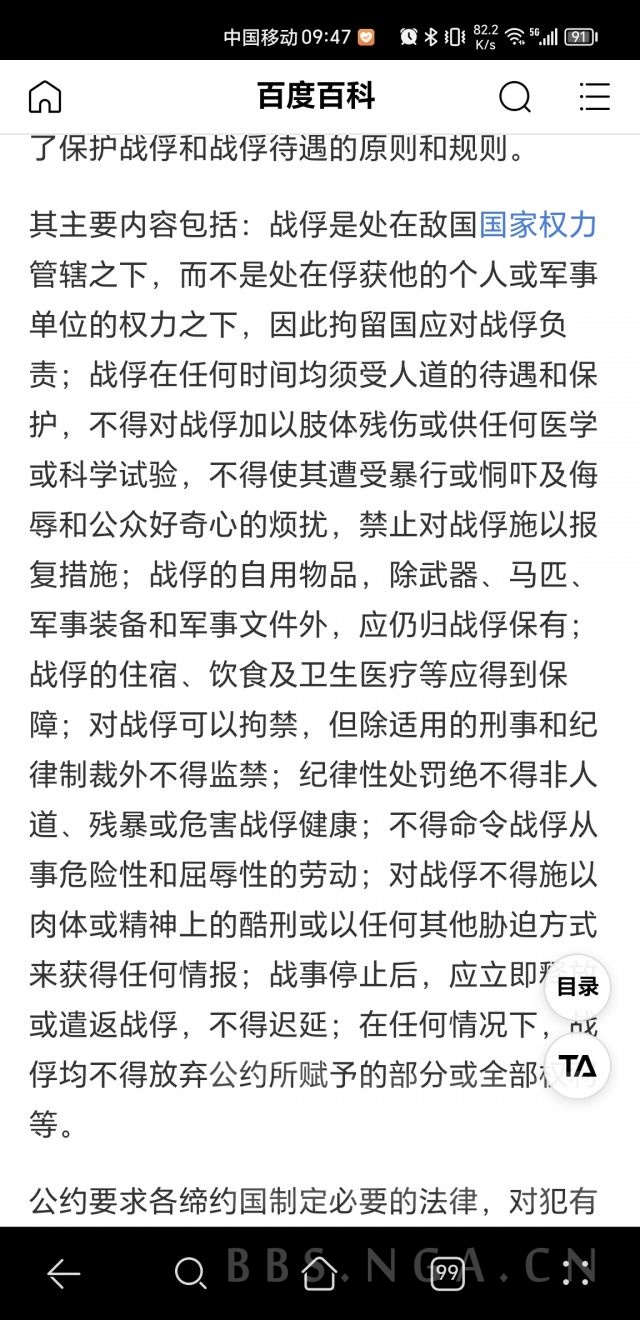 中国移动 09:47 82.2 K/s 5G 91
百度百科
了保护战俘和战俘待遇的原则和规则。
其主要内容包括：战俘是处在敌国国家权力
管辖之下，而不是处在俘获他的个人或军事
单位的权力之下，因此拘留国应对战俘负
责；战俘在任何时间均须受人道的待遇和保
护，不得对战俘加以肢体残伤或供任何医学
或科学试验，不得使其遭受暴行或恫吓及侮
辱和公众好奇心的烦扰，禁止对战俘施以报
复措施；战俘的自用物品，除武器、马匹、
军事装备和军事文件外，应仍归战俘保有；
战俘的住宿、饮食及卫生医疗等应得到保
障；对战俘可以拘禁，但除适用的刑事和纪
律制裁外不得监禁；纪律性处罚绝不得非人
道、残暴或危害战俘健康；不得命令战俘从
事危险性和屈辱性的劳动；对战俘不得施以
肉体或精神上的酷刑或以任何其他胁迫方式
来获得任何情报；战事停止后，应立即释放
目录
或遣返战俘，不得迟延；在任何情况下，战
俘均不得放弃公约所赋予的部分或全部权利
TA
等。
公约要求各缔约国制定必要的法律，对犯有
99
BBS.NGA.CN